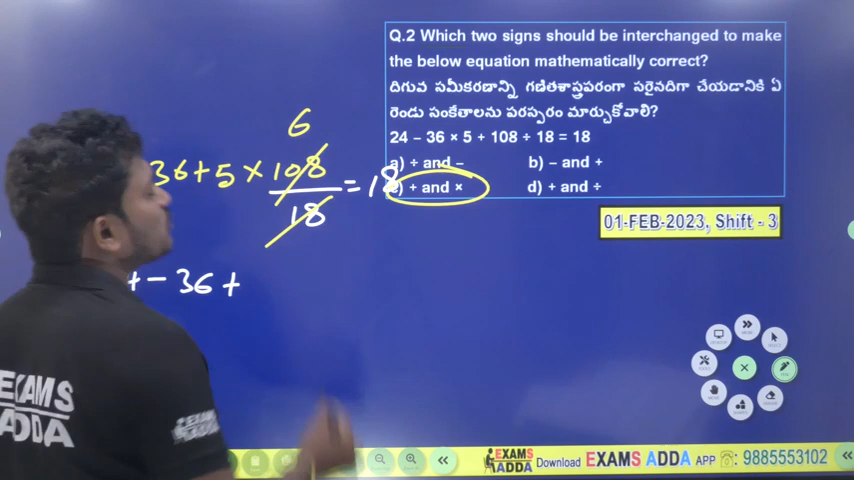 Q.2 Which two signs should be interchanged to make
the below equation mathematically correct?
దిగువ సమీకరణాన్ని గణితశాస్త్రపరంగా సరైనదిగా చేయడానికి ఏ
రెండు సంకేతాలను పరస్పరం మార్చుకోవాలి?
24 − 36 × 5 + 108 ÷ 18 = 18
a) + and −
b) − and ÷
c) + and ×
d) + and ÷
01-FEB-2023, Shift - 3
6
36+5×108
18
=18
+ − 36 +
EXAMS
ADDA
EXAMS
ADDA
EXAMS
ADDA
Download EXAMS ADDA APP ☎: 9885553102